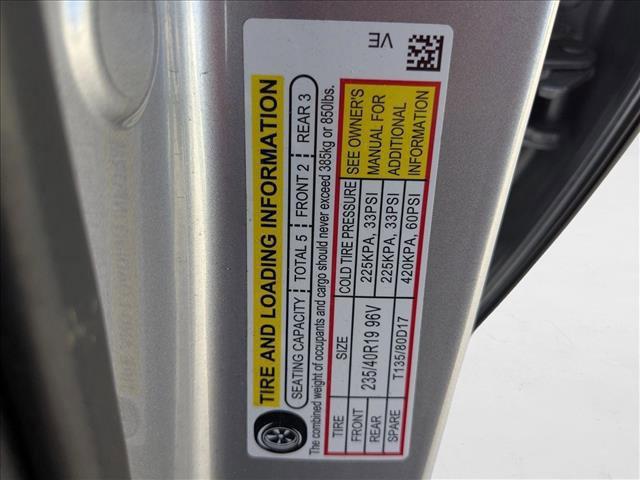 VE
TIRE AND LOADING INFORMATION
SEATING CAPACITY TOTAL 5 FRONT 2 REAR 3
The combined weight of occupants and cargo should never exceed 385kg or 850lbs.
TIRE SIZE COLD TIRE PRESSURE SEE OWNER'S
FRONT 235/40R19 96V 225KPA, 33PSI MANUAL FOR
REAR 225KPA, 33PSI ADDITIONAL
SPARE T135/80D17 420KPA, 60PSI INFORMATION